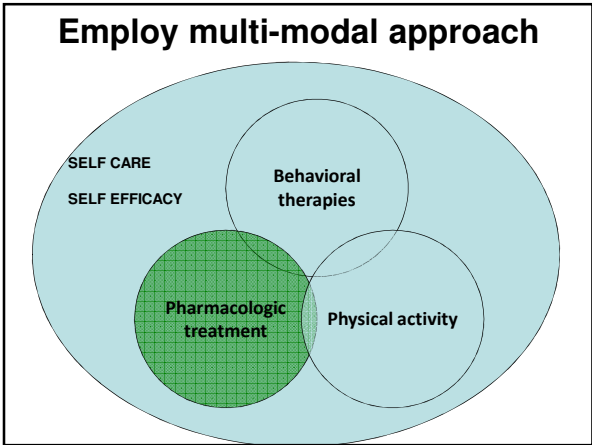 Employ multi-modal approach
SELF CARE
SELF EFFICACY
Behavioral
therapies
Pharmacologic
treatment
Physical activity